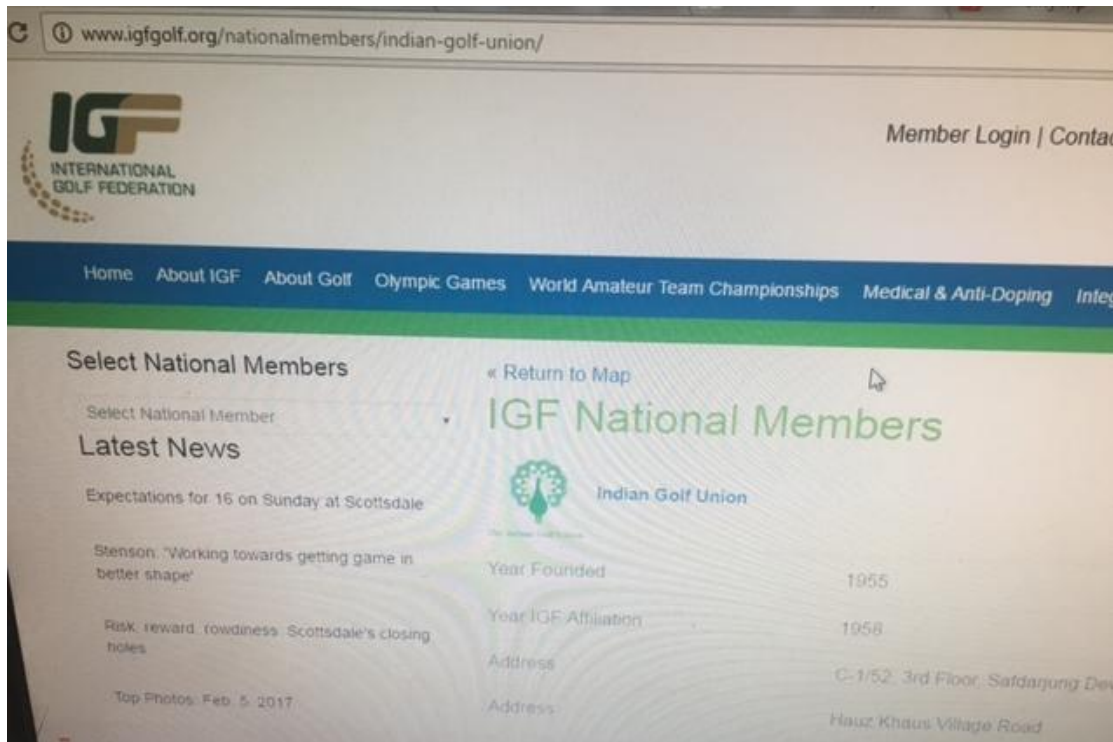 www.igfgolf.org/nationalmembers/indian-golf-union/
IGF
INTERNATIONAL
GOLF FEDERATION
Member Login | Contac
Home About IGF About Golf Olympic Games World Amateur Team Championships Medical & Anti-Doping Integ
Select National Members
Select National Member
Latest News
Expectations for 16 on Sunday at Scottsdale
Stenson: 'Working towards getting game in
better shape'
Risk, reward, rowdiness: Scottsdale's closing
holes
Top Photos: Feb. 5, 2017
« Return to Map
IGF National Members
Indian Golf Union
Year Founded 1955
Year IGF Affiliation 1958
Address C-1/52, 3rd Floor, Safdarjung Dev
Address Hauz Khaus Village Road